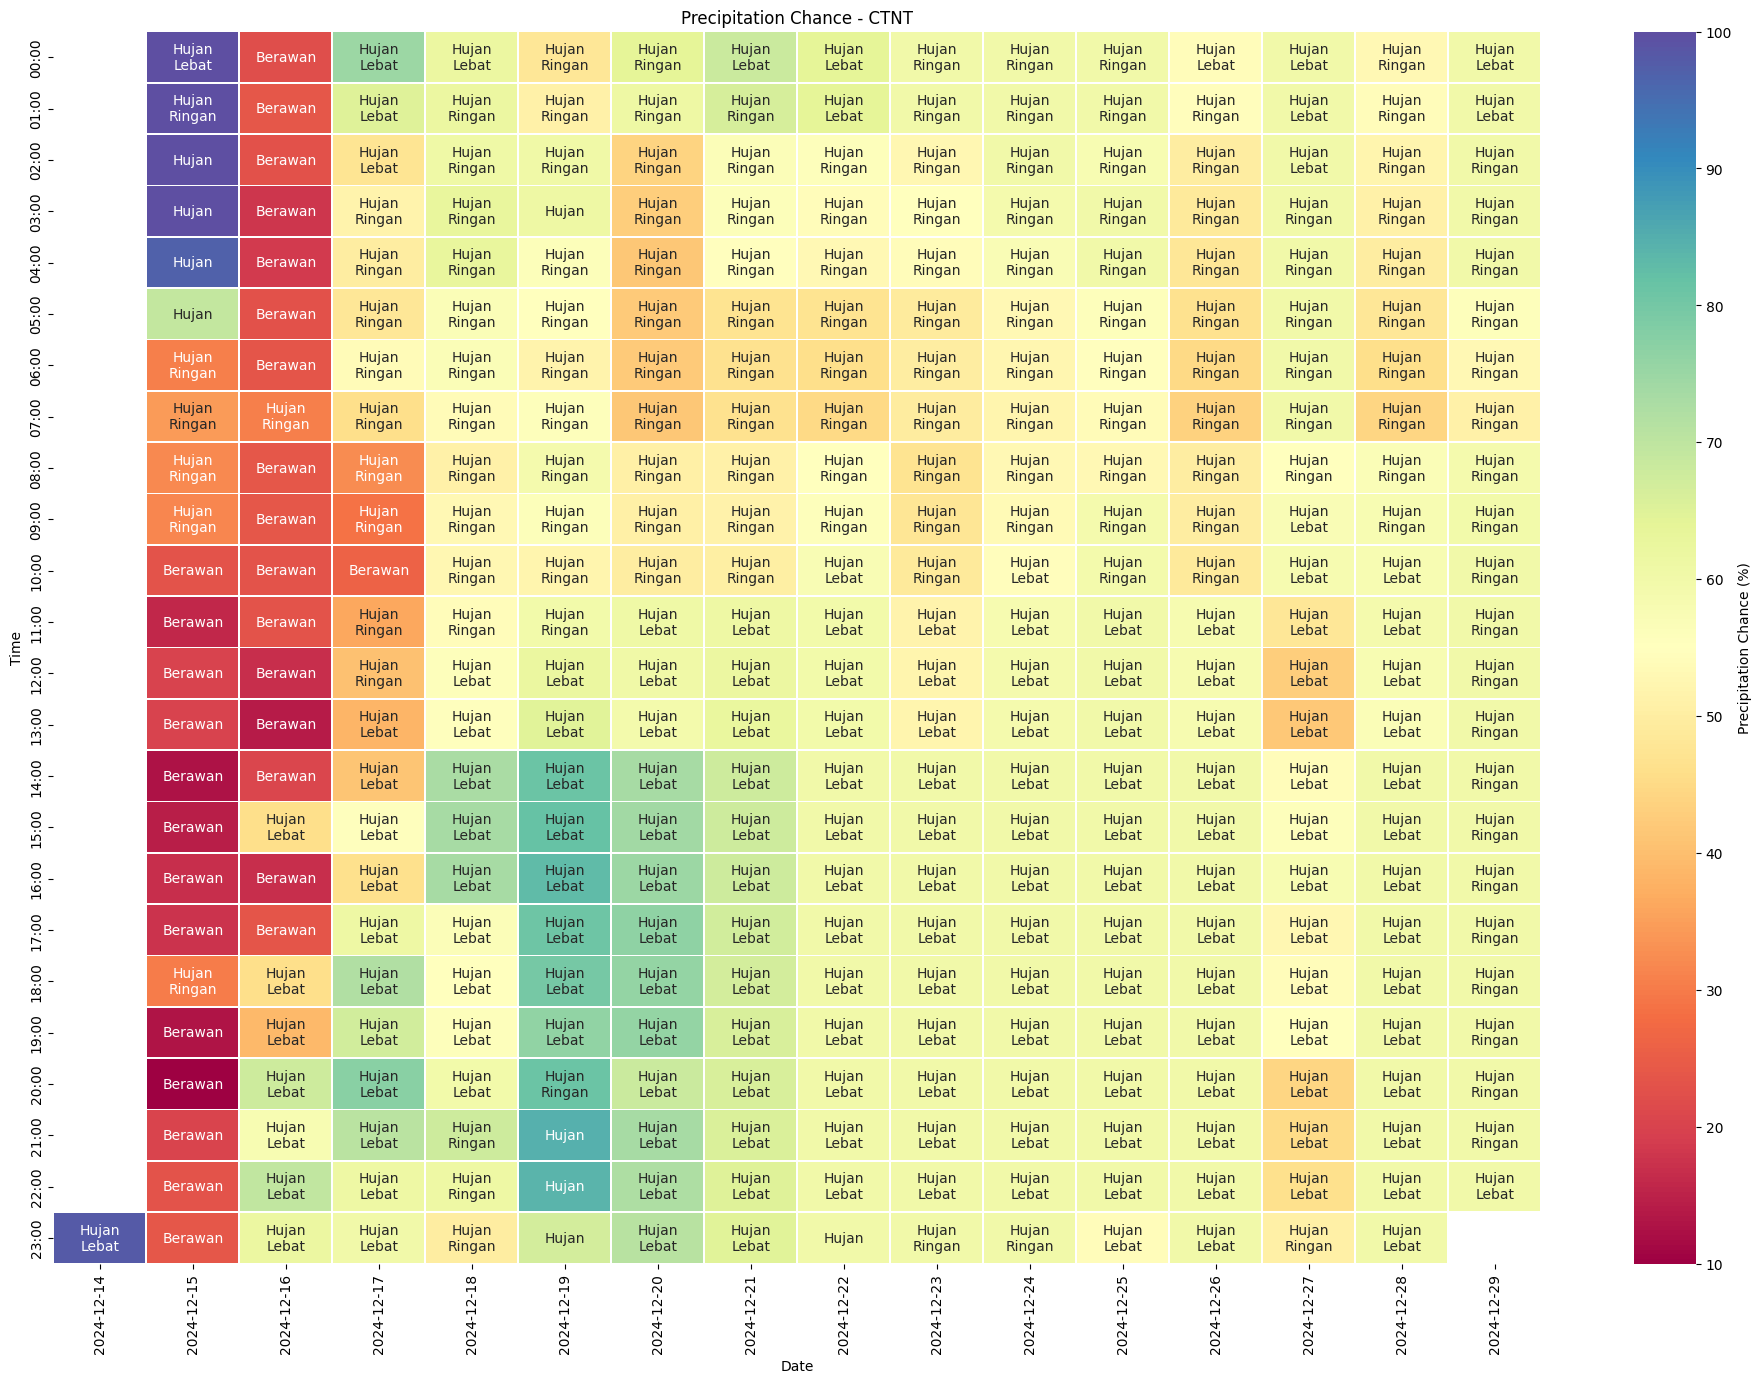 Precipitation Chance - CTNT
00:00 Hujan Lebat Berawan Hujan Lebat Hujan Lebat Hujan Ringan Hujan Ringan Hujan Lebat Hujan Lebat Hujan Ringan Hujan Ringan Hujan Ringan Hujan Lebat Hujan Lebat Hujan Ringan Hujan Lebat
01:00 Hujan Ringan Berawan Hujan Lebat Hujan Ringan Hujan Ringan Hujan Ringan Hujan Ringan Hujan Lebat Hujan Ringan Hujan Ringan Hujan Ringan Hujan Ringan Hujan Lebat Hujan Ringan Hujan Lebat
02:00 Hujan Berawan Hujan Lebat Hujan Ringan Hujan Ringan Hujan Ringan Hujan Ringan Hujan Ringan Hujan Ringan Hujan Ringan Hujan Ringan Hujan Ringan Hujan Lebat Hujan Ringan Hujan Ringan
03:00 Hujan Berawan Hujan Ringan Hujan Ringan Hujan Hujan Ringan Hujan Ringan Hujan Ringan Hujan Ringan Hujan Ringan Hujan Ringan Hujan Ringan Hujan Ringan Hujan Ringan Hujan Ringan
04:00 Hujan Berawan Hujan Ringan Hujan Ringan Hujan Ringan Hujan Ringan Hujan Ringan Hujan Ringan Hujan Ringan Hujan Ringan Hujan Ringan Hujan Ringan Hujan Ringan Hujan Ringan Hujan Ringan
05:00 Hujan Berawan Hujan Ringan Hujan Ringan Hujan Ringan Hujan Ringan Hujan Ringan Hujan Ringan Hujan Ringan Hujan Ringan Hujan Ringan Hujan Ringan Hujan Ringan Hujan Ringan Hujan Ringan
06:00 Hujan Ringan Berawan Hujan Ringan Hujan Ringan Hujan Ringan Hujan Ringan Hujan Ringan Hujan Ringan Hujan Ringan Hujan Ringan Hujan Ringan Hujan Ringan Hujan Ringan Hujan Ringan Hujan Ringan
07:00 Hujan Ringan Hujan Ringan Hujan Ringan Hujan Ringan Hujan Ringan Hujan Ringan Hujan Ringan Hujan Ringan Hujan Ringan Hujan Ringan Hujan Ringan Hujan Ringan Hujan Ringan Hujan Ringan Hujan Ringan
08:00 Hujan Ringan Berawan Hujan Ringan Hujan Ringan Hujan Ringan Hujan Ringan Hujan Ringan Hujan Ringan Hujan Ringan Hujan Ringan Hujan Ringan Hujan Ringan Hujan Ringan Hujan Ringan Hujan Ringan
09:00 Hujan Ringan Berawan Hujan Ringan Hujan Ringan Hujan Ringan Hujan Ringan Hujan Ringan Hujan Ringan Hujan Ringan Hujan Ringan Hujan Ringan Hujan Ringan Hujan Lebat Hujan Ringan Hujan Ringan
10:00 Berawan Berawan Berawan Hujan Ringan Hujan Ringan Hujan Ringan Hujan Ringan Hujan Lebat Hujan Ringan Hujan Lebat Hujan Ringan Hujan Ringan Hujan Lebat Hujan Lebat Hujan Ringan
11:00 Berawan Berawan Hujan Ringan Hujan Ringan Hujan Ringan Hujan Lebat Hujan Lebat Hujan Lebat Hujan Lebat Hujan Lebat Hujan Lebat Hujan Lebat Hujan Lebat Hujan Lebat Hujan Ringan
12:00 Berawan Berawan Hujan Ringan Hujan Lebat Hujan Lebat Hujan Lebat Hujan Lebat Hujan Lebat Hujan Lebat Hujan Lebat Hujan Lebat Hujan Lebat Hujan Lebat Hujan Lebat Hujan Ringan
13:00 Berawan Berawan Hujan Lebat Hujan Lebat Hujan Lebat Hujan Lebat Hujan Lebat Hujan Lebat Hujan Lebat Hujan Lebat Hujan Lebat Hujan Lebat Hujan Lebat Hujan Lebat Hujan Ringan
14:00 Berawan Berawan Hujan Lebat Hujan Lebat Hujan Lebat Hujan Lebat Hujan Lebat Hujan Lebat Hujan Lebat Hujan Lebat Hujan Lebat Hujan Lebat Hujan Lebat Hujan Lebat Hujan Ringan
15:00 Berawan Hujan Lebat Hujan Lebat Hujan Lebat Hujan Lebat Hujan Lebat Hujan Lebat Hujan Lebat Hujan Lebat Hujan Lebat Hujan Lebat Hujan Lebat Hujan Lebat Hujan Lebat Hujan Ringan
16:00 Berawan Berawan Hujan Lebat Hujan Lebat Hujan Lebat Hujan Lebat Hujan Lebat Hujan Lebat Hujan Lebat Hujan Lebat Hujan Lebat Hujan Lebat Hujan Lebat Hujan Lebat Hujan Ringan
17:00 Berawan Berawan Hujan Lebat Hujan Lebat Hujan Lebat Hujan Lebat Hujan Lebat Hujan Lebat Hujan Lebat Hujan Lebat Hujan Lebat Hujan Lebat Hujan Lebat Hujan Lebat Hujan Ringan
18:00 Hujan Ringan Hujan Lebat Hujan Lebat Hujan Lebat Hujan Lebat Hujan Lebat Hujan Lebat Hujan Lebat Hujan Lebat Hujan Lebat Hujan Lebat Hujan Lebat Hujan Lebat Hujan Lebat Hujan Ringan
19:00 Berawan Hujan Lebat Hujan Lebat Hujan Lebat Hujan Lebat Hujan Lebat Hujan Lebat Hujan Lebat Hujan Lebat Hujan Lebat Hujan Lebat Hujan Lebat Hujan Lebat Hujan Lebat Hujan Ringan
20:00 Berawan Hujan Lebat Hujan Lebat Hujan Lebat Hujan Ringan Hujan Lebat Hujan Lebat Hujan Lebat Hujan Lebat Hujan Lebat Hujan Lebat Hujan Lebat Hujan Lebat Hujan Lebat Hujan Ringan
21:00 Berawan Hujan Lebat Hujan Lebat Hujan Ringan Hujan Hujan Lebat Hujan Lebat Hujan Lebat Hujan Lebat Hujan Lebat Hujan Lebat Hujan Lebat Hujan Lebat Hujan Lebat Hujan Ringan
22:00 Berawan Hujan Lebat Hujan Lebat Hujan Ringan Hujan Hujan Lebat Hujan Lebat Hujan Lebat Hujan Lebat Hujan Lebat Hujan Lebat Hujan Lebat Hujan Lebat Hujan Lebat Hujan Lebat
23:00 Hujan Lebat Berawan Hujan Lebat Hujan Lebat Hujan Ringan Hujan Hujan Lebat Hujan Lebat Hujan Hujan Ringan Hujan Ringan Hujan Lebat Hujan Lebat Hujan Ringan Hujan Lebat
Time
2024-12-14 2024-12-15 2024-12-16 2024-12-17 2024-12-18 2024-12-19 2024-12-20 2024-12-21 2024-12-22 2024-12-23 2024-12-24 2024-12-25 2024-12-26 2024-12-27 2024-12-28 2024-12-29
Date
100
90
80
70
60
50
40
30
20
10
Precipitation Chance (%)